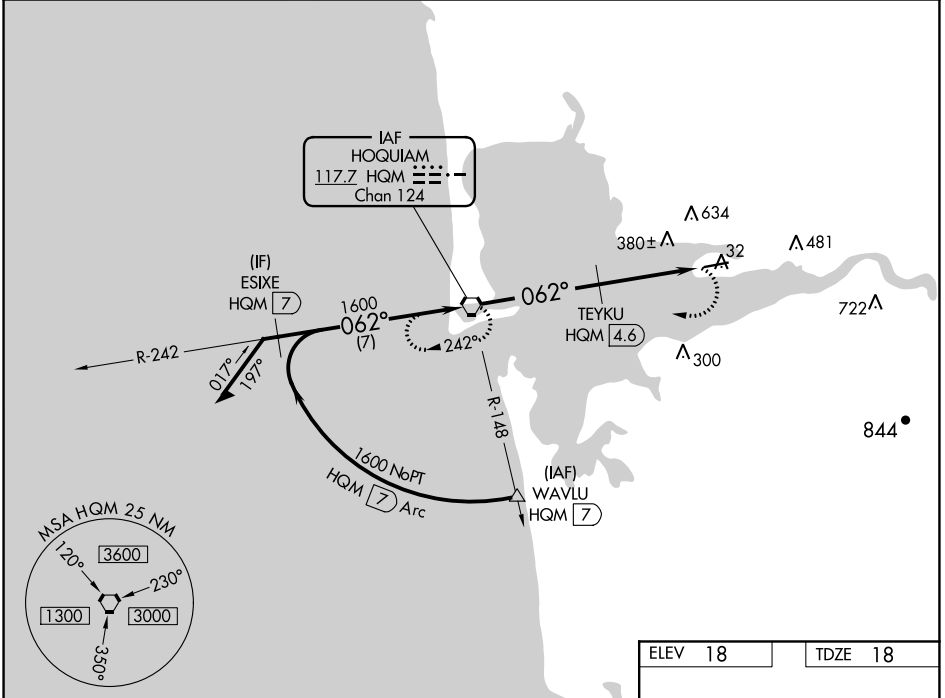 IAF
HOQUIAM
117.7 HQM
Chan 124
634
380±
32
481
(IF)
ESIXE
HQM 7
1600
062°
(7)
062°
TEYKU
HQM 4.6
722
242°
R-242
017°
197°
300
R-148
844
1600 NoPT
HQM 7 Arc
(IAF)
WAVLU
HQM 7
MSA HQM 25 NM
120°
3600
230°
1300
3000
350°
ELEV 18
TDZE 18